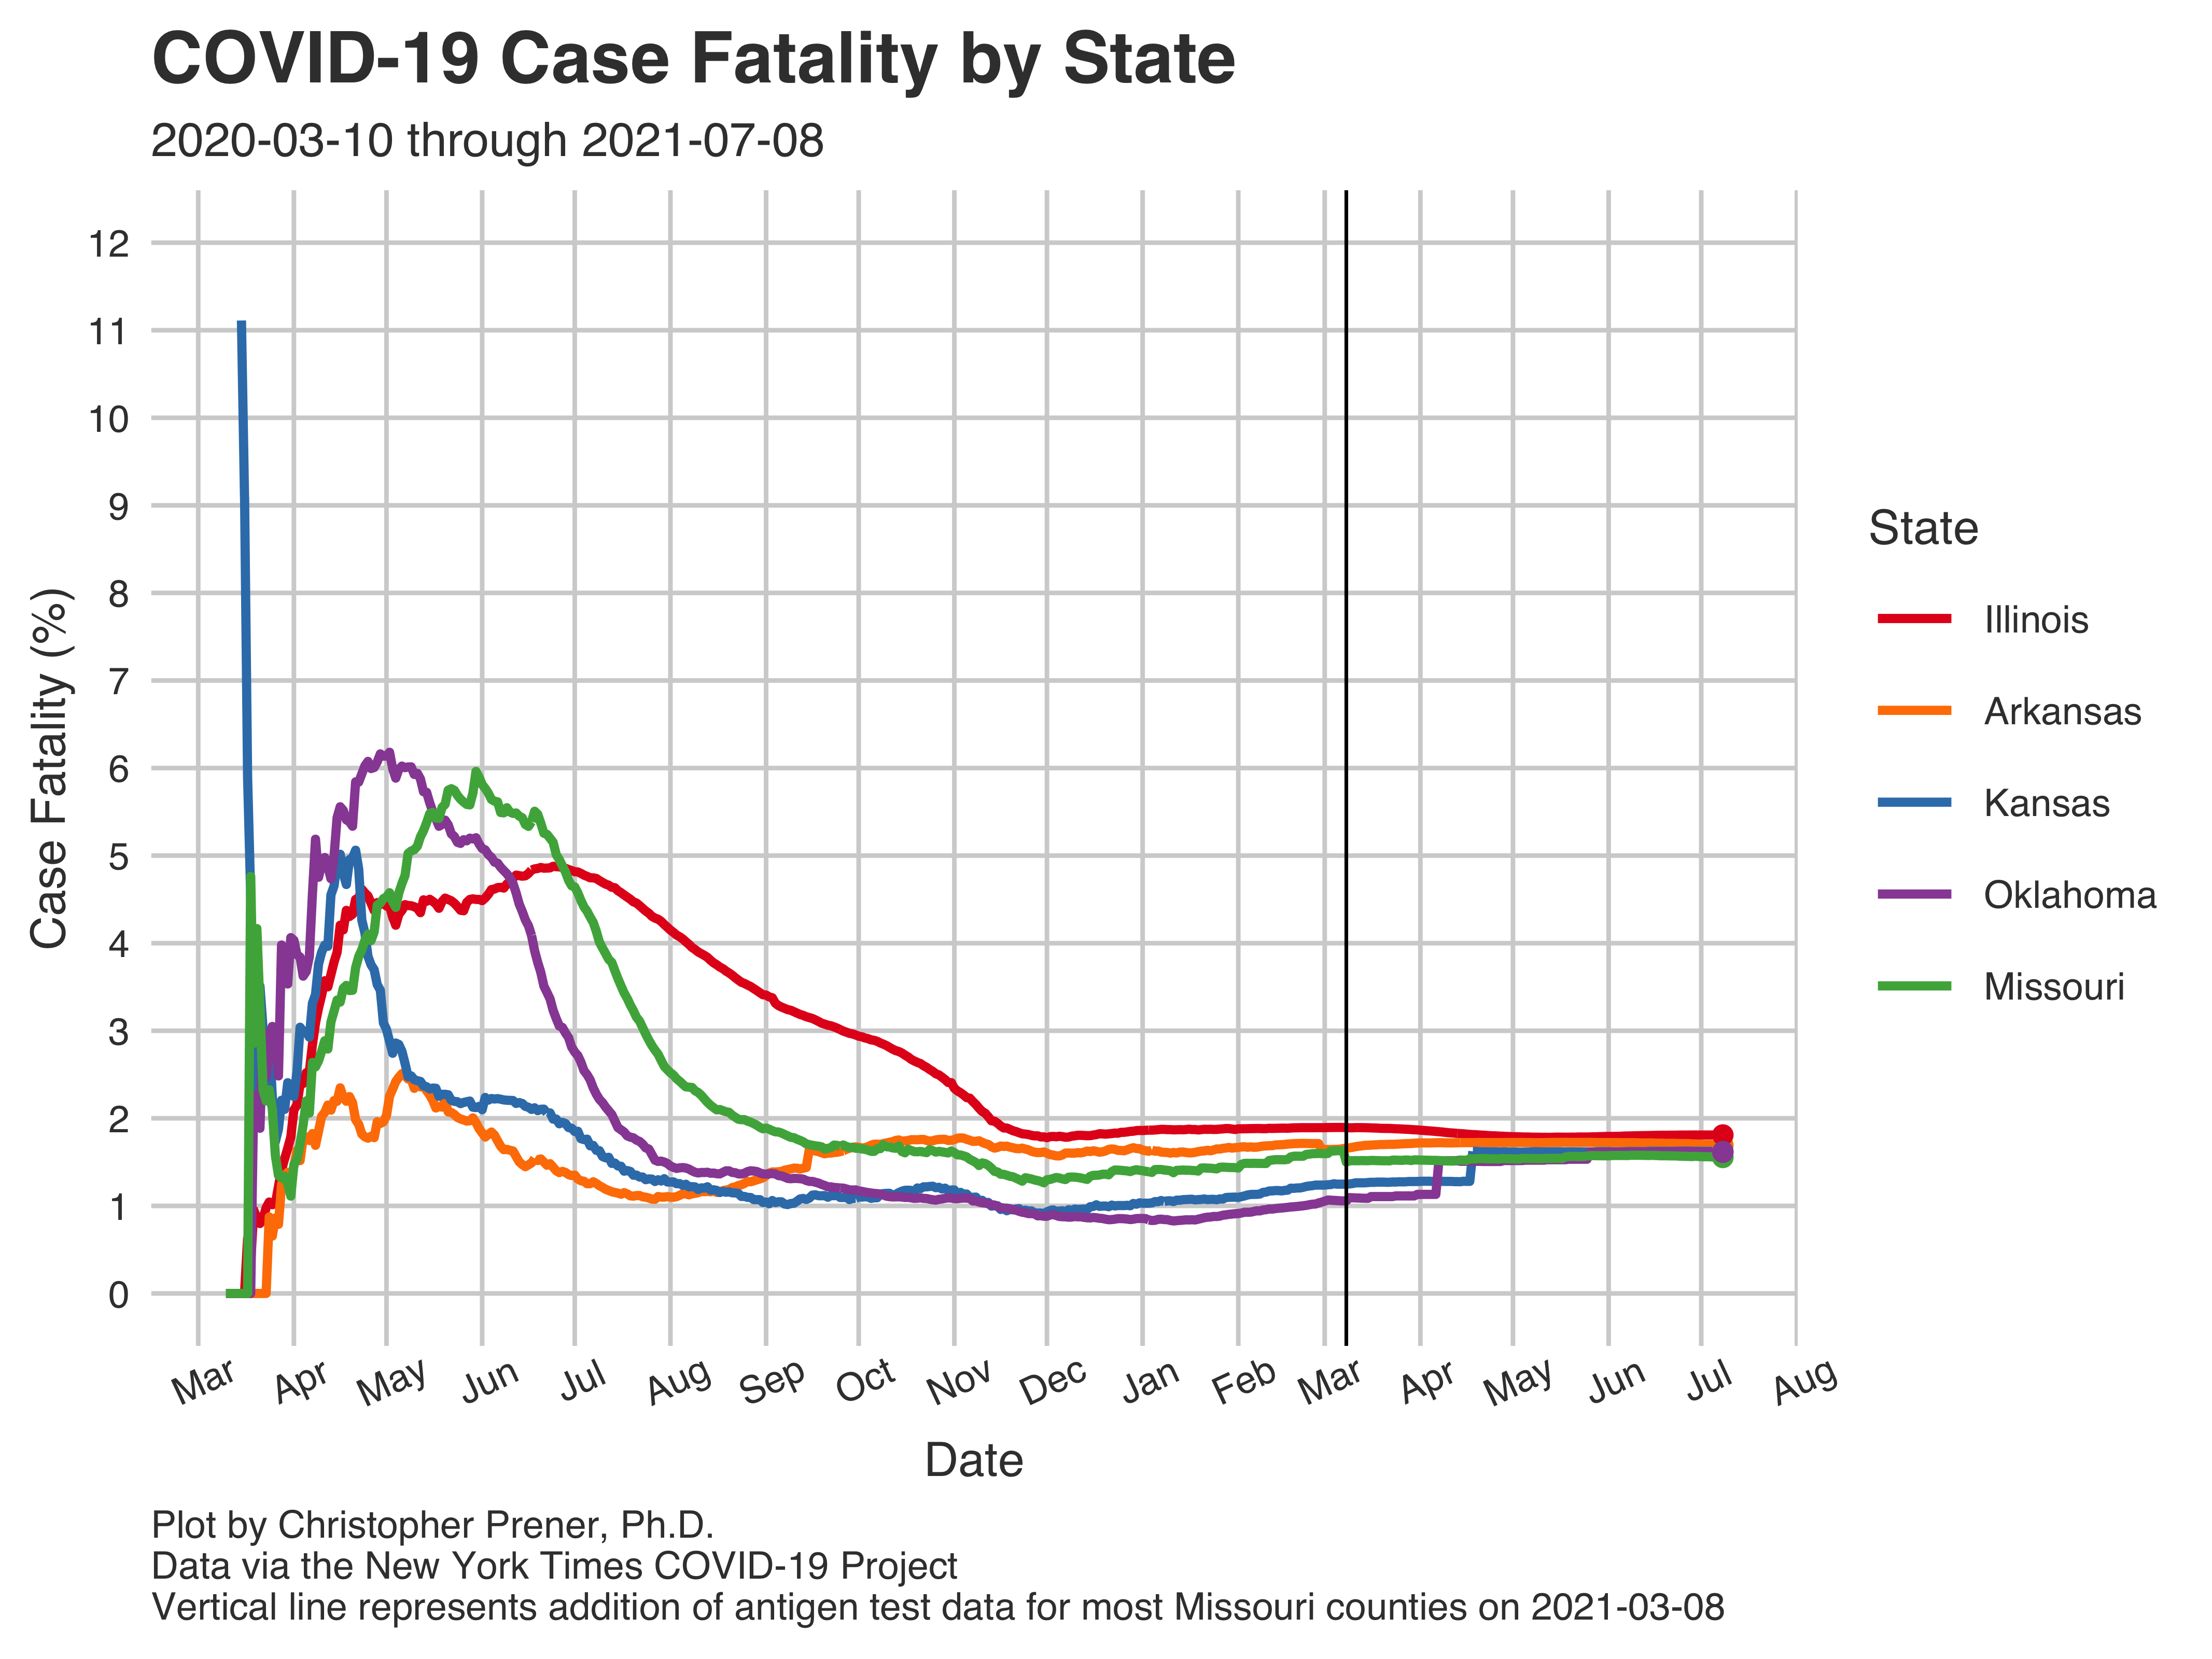 COVID-19 Case Fatality by State
2020-03-10 through 2021-07-08
Case Fatality (%)
12
11
10
9
8
7
6
5
4
3
2
1
0
Mar Apr May Jun Jul Aug Sep Oct Nov Dec Jan Feb Mar Apr May Jun Jul Aug
Date
State
Illinois
Arkansas
Kansas
Oklahoma
Missouri
Plot by Christopher Prener, Ph.D.
Data via the New York Times COVID-19 Project
Vertical line represents addition of antigen test data for most Missouri counties on 2021-03-08